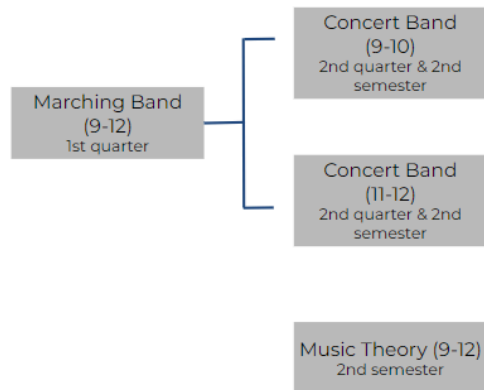 Marching Band
(9-12)
1st quarter
Concert Band
(9-10)
2nd quarter & 2nd
semester
Concert Band
(11-12)
2nd quarter & 2nd
semester
Music Theory (9-12)
2nd semester